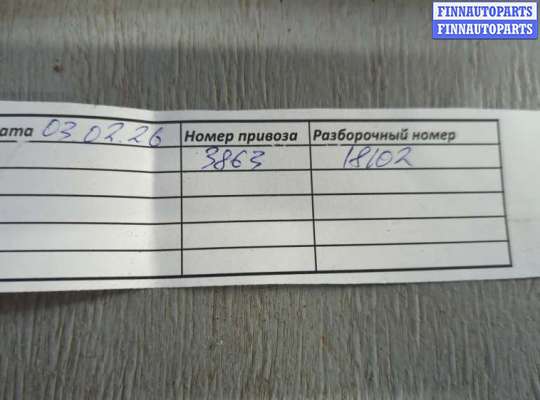 FINNAUTOPARTS
FINNAUTOPARTS
ата 03 02.26 Номер привоза Разборочный номер
3863 18102